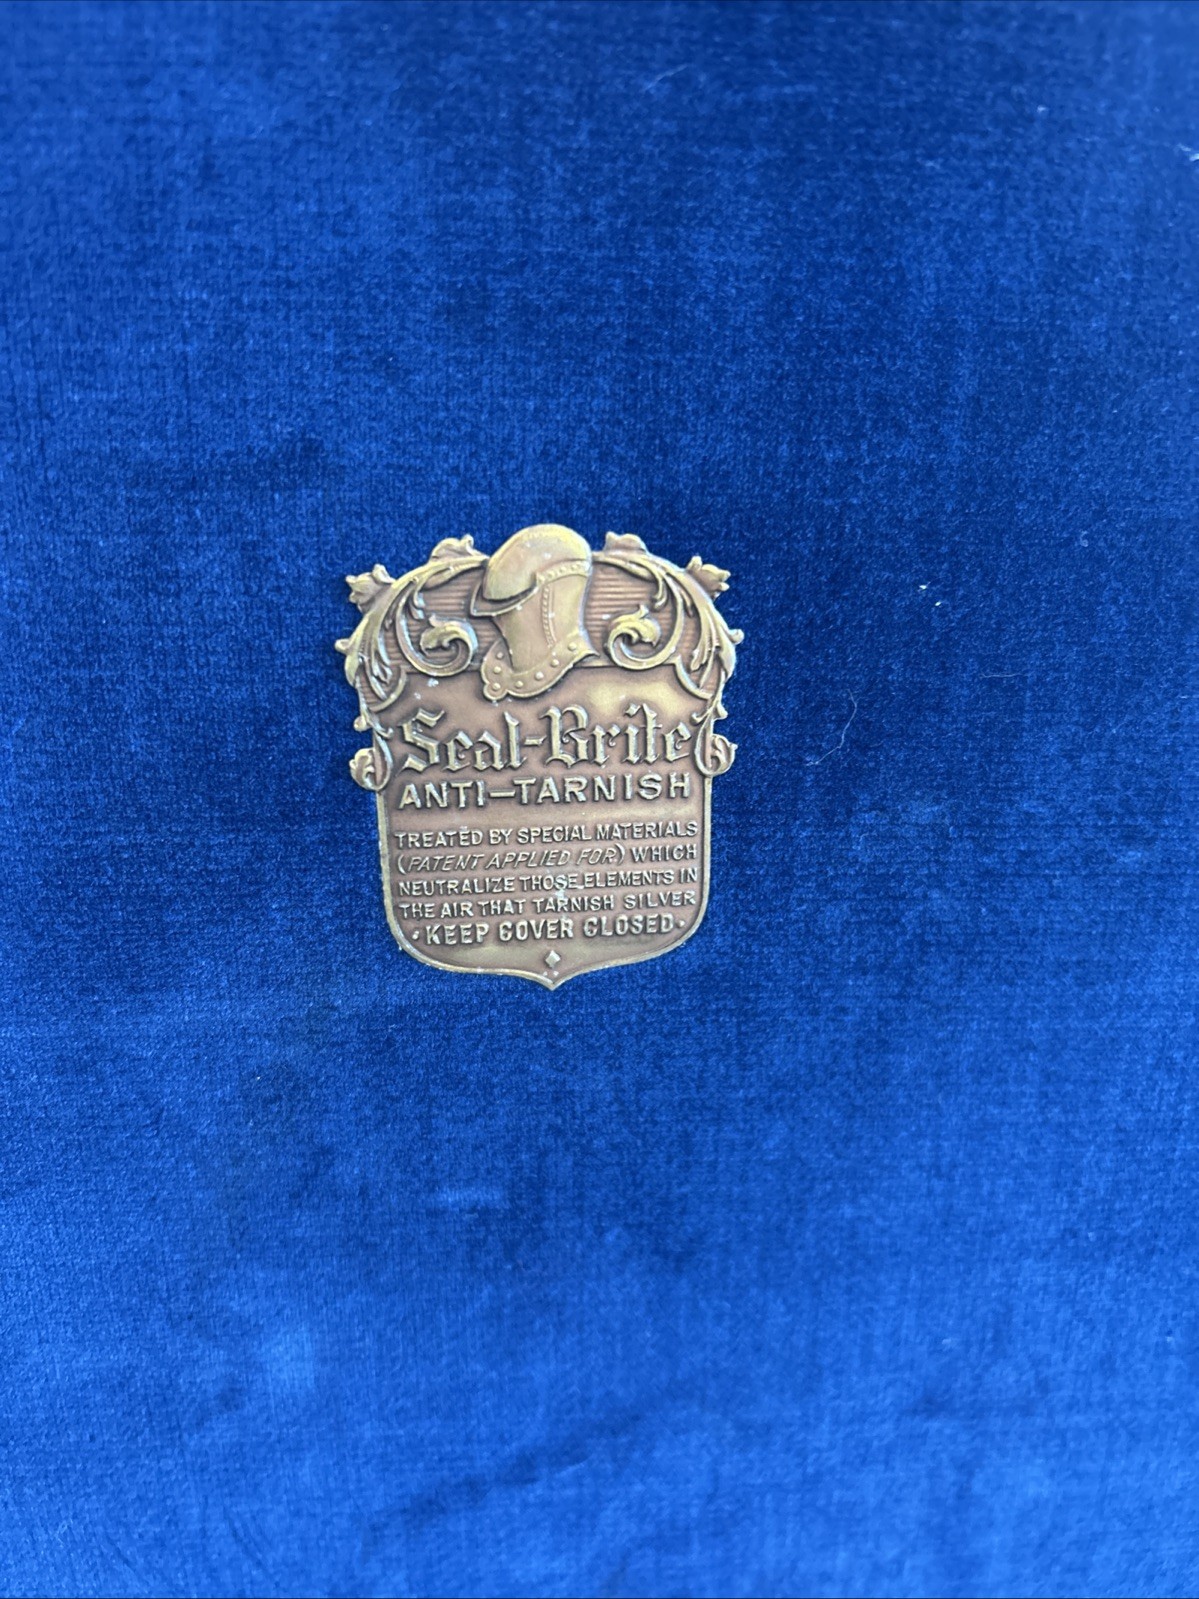 Seal-Brite
ANTI-TARNISH
TREATED BY SPECIAL MATERIALS
(PATENT APPLIED FOR) WHICH
NEUTRALIZE THOSE ELEMENTS IN
THE AIR THAT TARNISH SILVER
· KEEP COVER CLOSED ·